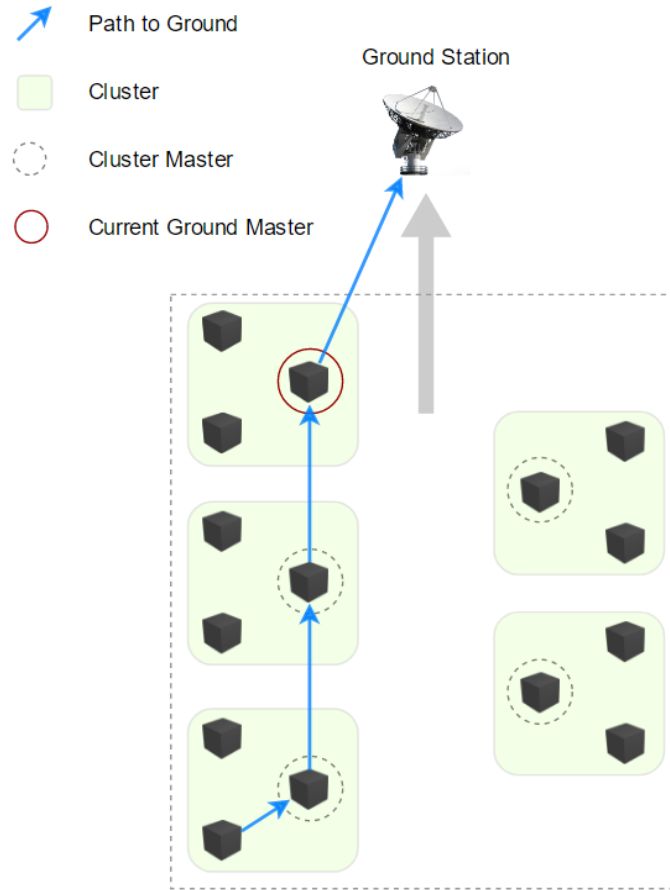 Path to Ground
Ground Station
Cluster
Cluster Master
Current Ground Master